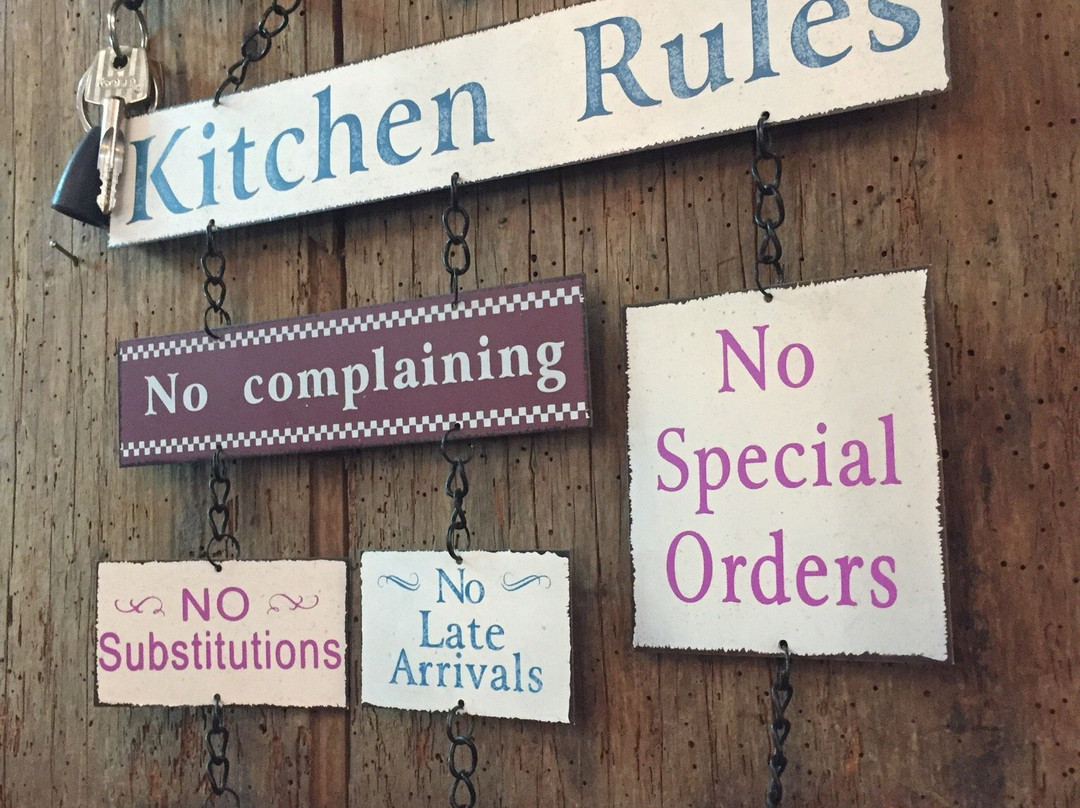 Kitchen Rules
No complaining
No
Special
Orders
NO
Substitutions
No
Late
Arrivals